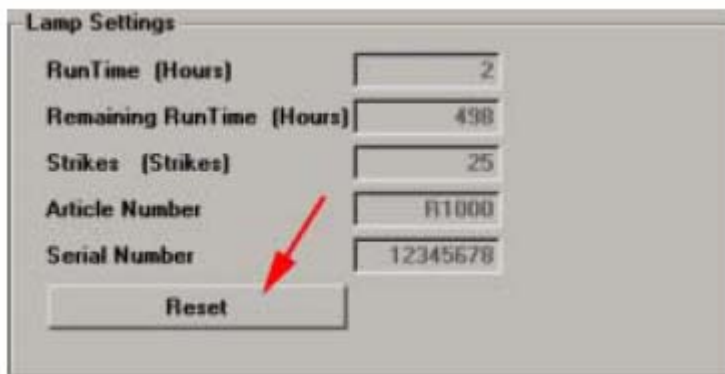 Lamp Settings
RunTime (Hours) 2
Remaining RunTime (Hours) 498
Strikes (Strikes) 25
Article Number R1000
Serial Number 12345678
Reset